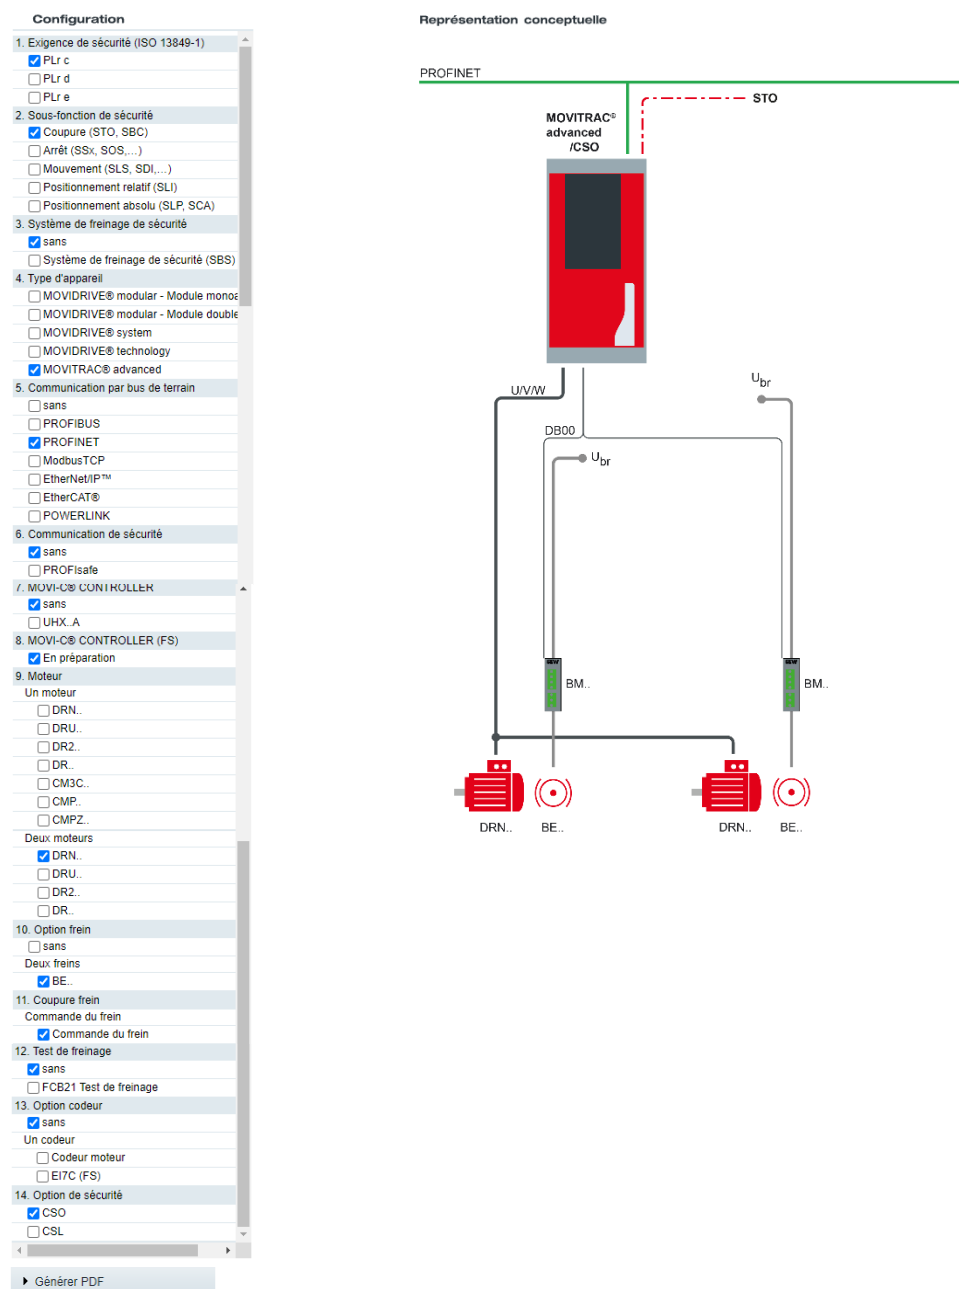 Configuration
1. Exigence de sécurité (ISO 13849-1)
PLr c
PLr d
PLr e
2. Sous-fonction de sécurité
Coupure (STO, SBC)
Arrêt (SSx, SOS,...)
Mouvement (SLS, SDI,...)
Positionnement relatif (SLI)
Positionnement absolu (SLP, SCA)
3. Système de freinage de sécurité
sans
Système de freinage de sécurité (SBS)
4. Type d'appareil
MOVIDRIVE® modular - Module monoa
MOVIDRIVE® modular - Module double
MOVIDRIVE® system
MOVIDRIVE® technology
MOVITRAC® advanced
5. Communication par bus de terrain
sans
PROFIBUS
PROFINET
ModbusTCP
EtherNet/IP™
EtherCAT®
POWERLINK
6. Communication de sécurité
sans
PROFIsafe
7. MOVI-C® CONTROLLER
sans
UHX..A
8. MOVI-C® CONTROLLER (FS)
En préparation
9. Moteur
Un moteur
DRN..
DRU..
DR2..
DR..
CM3C..
CMP..
CMPZ..
Deux moteurs
DRN..
DRU..
DR2..
DR..
10. Option frein
sans
Deux freins
BE..
11. Coupure frein
Commande du frein
Commande du frein
12. Test de freinage
sans
FCB21 Test de freinage
13. Option codeur
sans
Un codeur
Codeur moteur
EI7C (FS)
14. Option de sécurité
CSO
CSL
Générer PDF
Représentation conceptuelle
PROFINET
STO
MOVITRAC®
advanced
/CSO
U/V/W
Ubr
DB00
Ubr
SEW
SEW
BM..
BM..
DRN..
BE..
DRN..
BE..